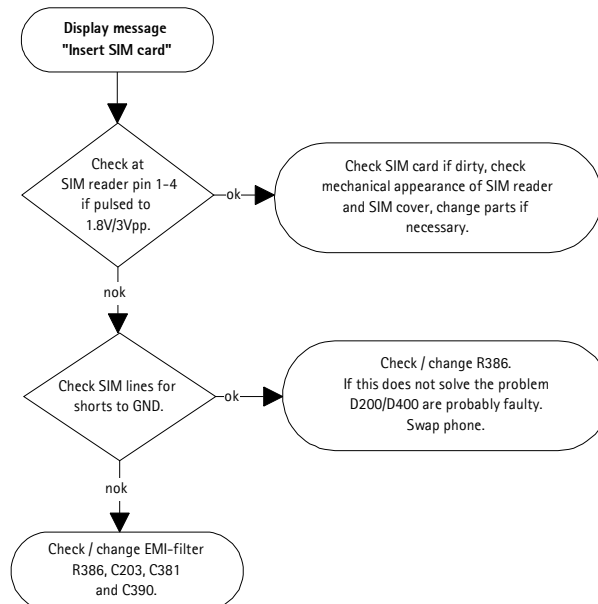 Display message
"Insert SIM card"
Check at
SIM reader pin 1-4
if pulsed to
1.8V/3Vpp.
ok
Check SIM card if dirty, check
mechanical appearance of SIM reader
and SIM cover, change parts if
necessary.
nok
Check SIM lines for
shorts to GND.
ok
Check / change R386.
If this does not solve the problem
D200/D400 are probably faulty.
Swap phone.
nok
Check / change EMI-filter
R386, C203, C381
and C390.